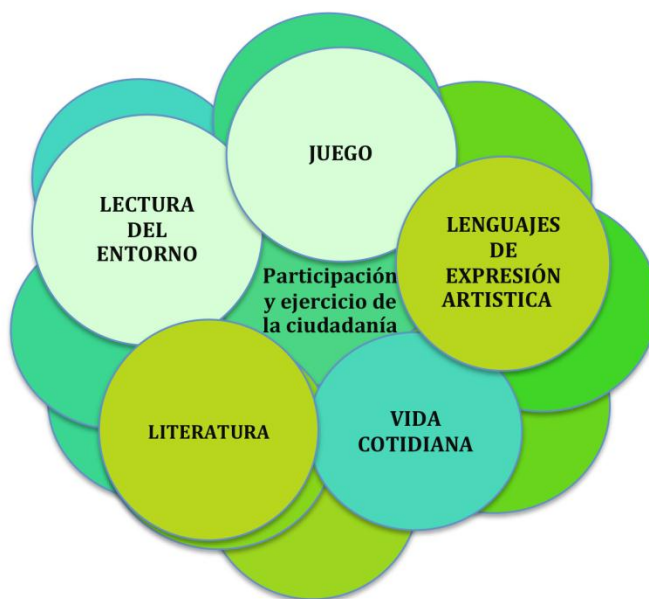 JUEGO
LECTURA
DEL
ENTORNO
LENGUAJES
DE
EXPRESIÓN
ARTISTICA
Participación
y ejercicio de
la ciudadanía
LITERATURA
VIDA
COTIDIANA